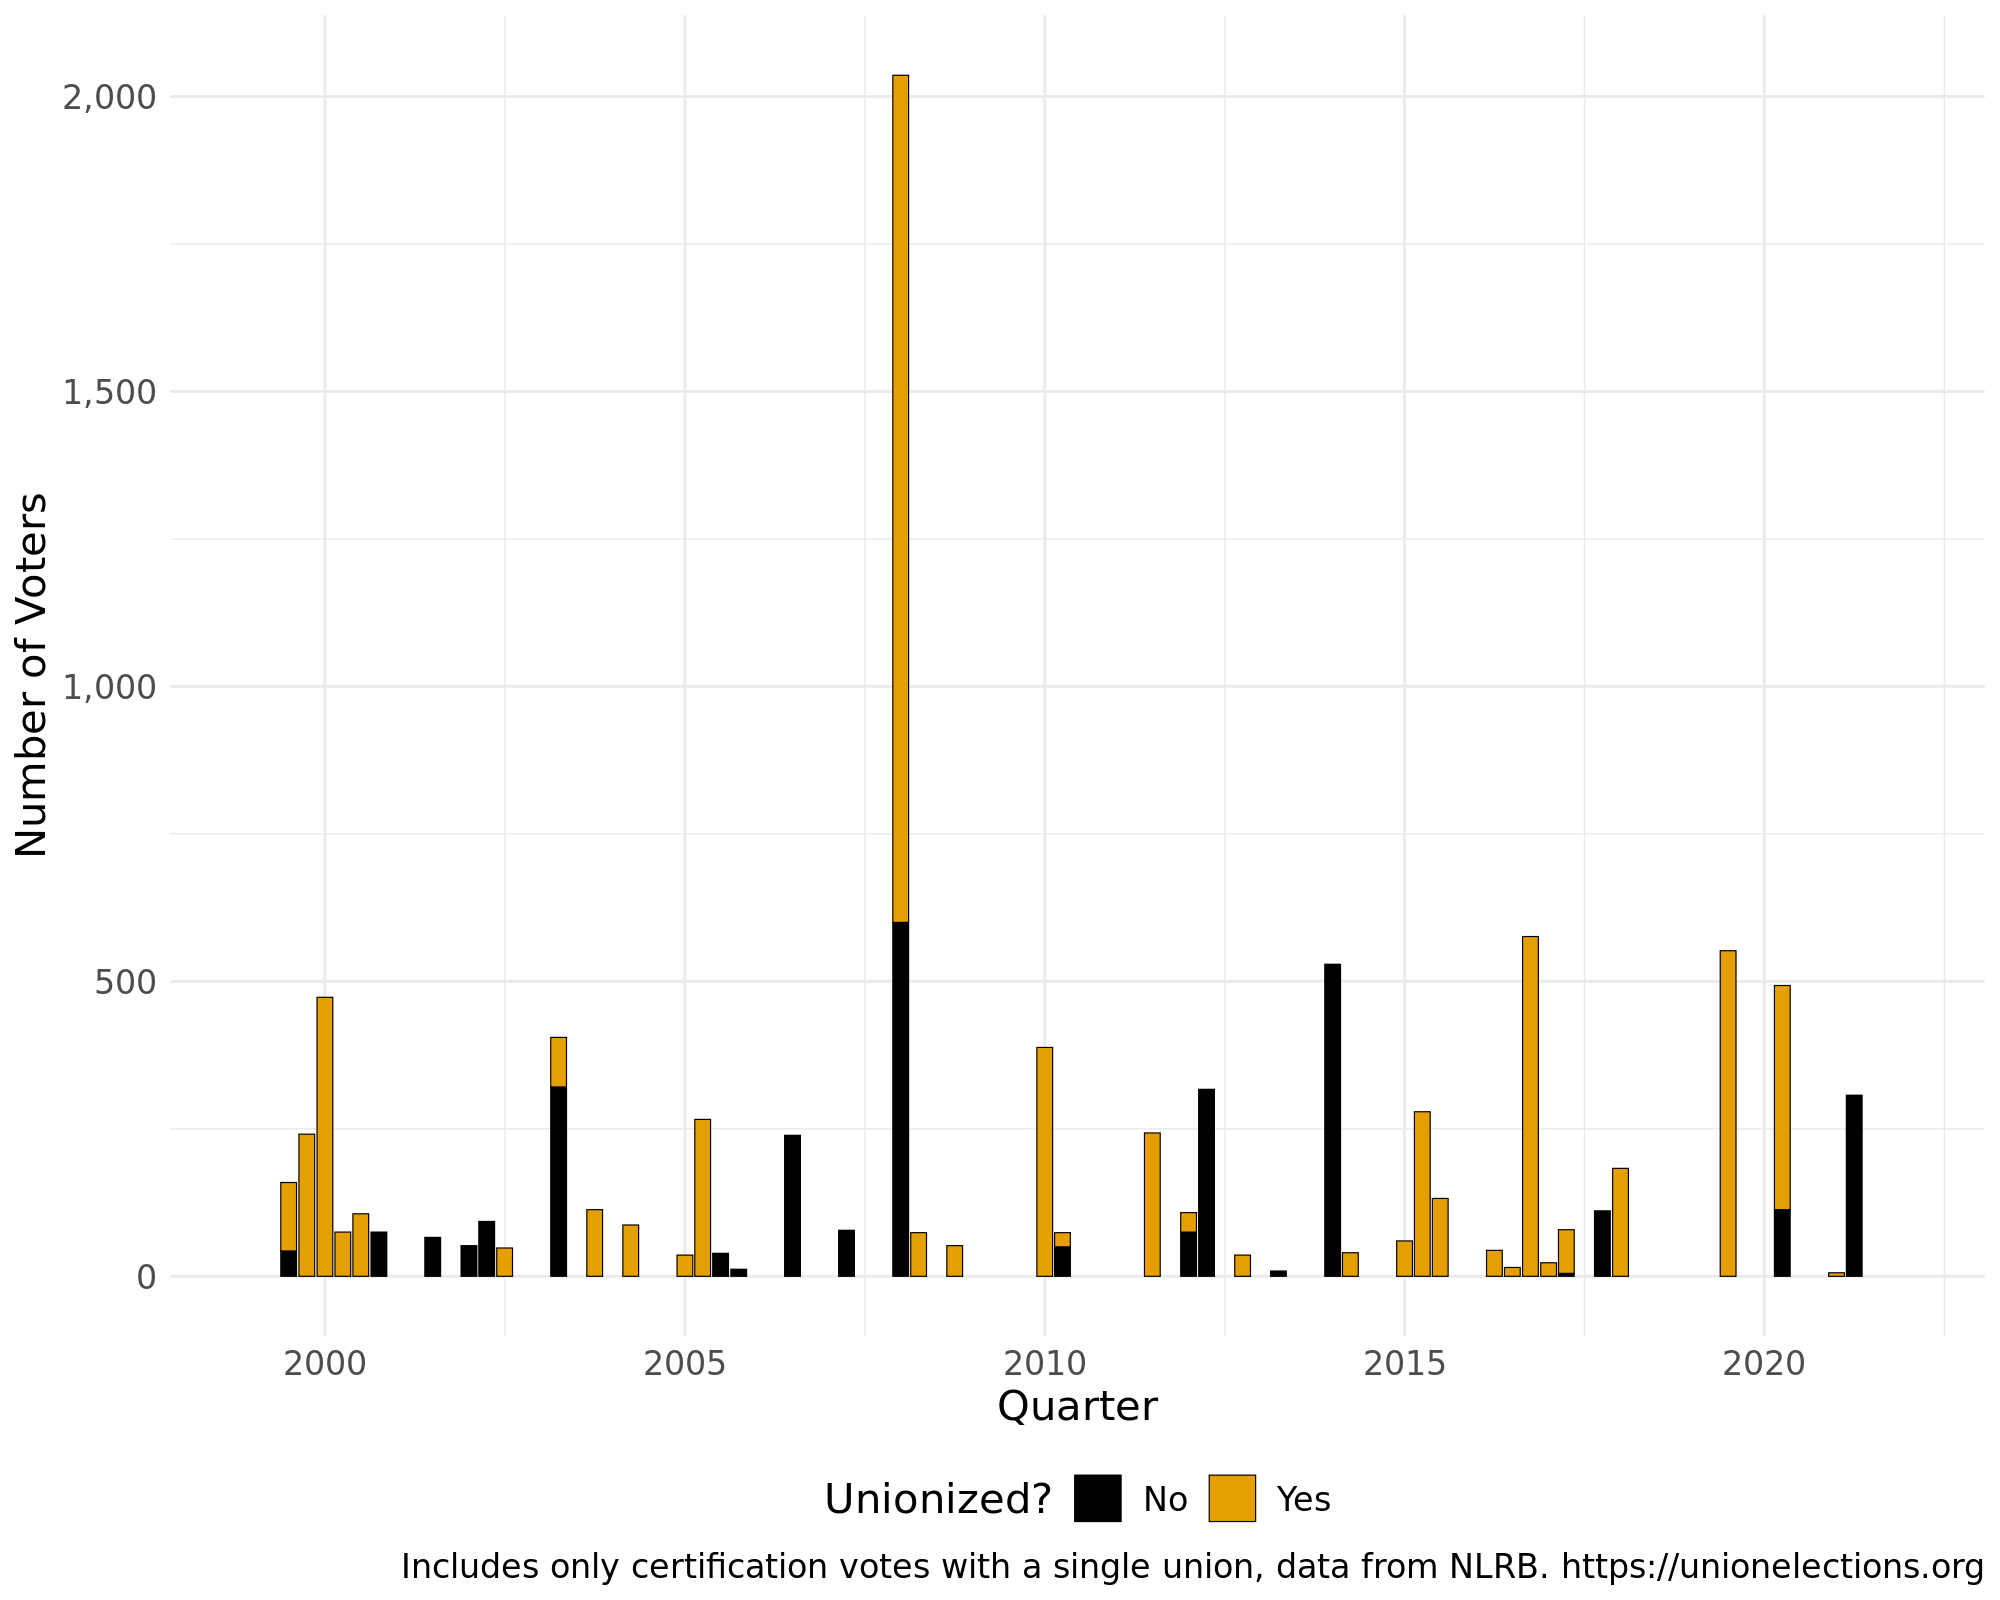 2,000
1,500
1,000
500
0
Number of Voters
2000 2005 2010 2015 2020
Quarter
Unionized? No Yes
Includes only certification votes with a single union, data from NLRB. https://unionelections.org